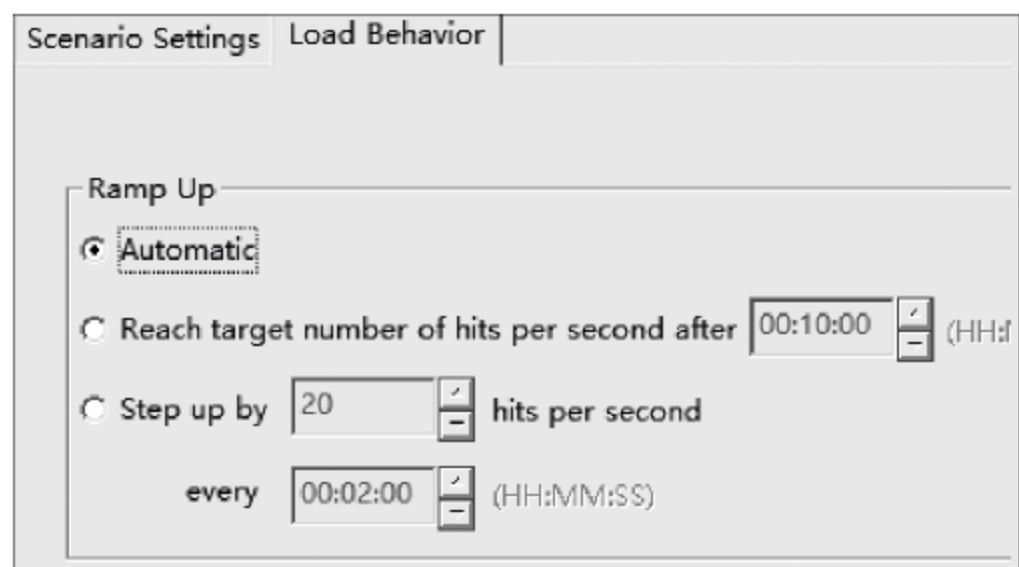 Scenario Settings Load Behavior
Ramp Up
Automatic
Reach target number of hits per second after 00:10:00 (HH:
Step up by 20 hits per second
every 00:02:00 (HH:MM:SS)